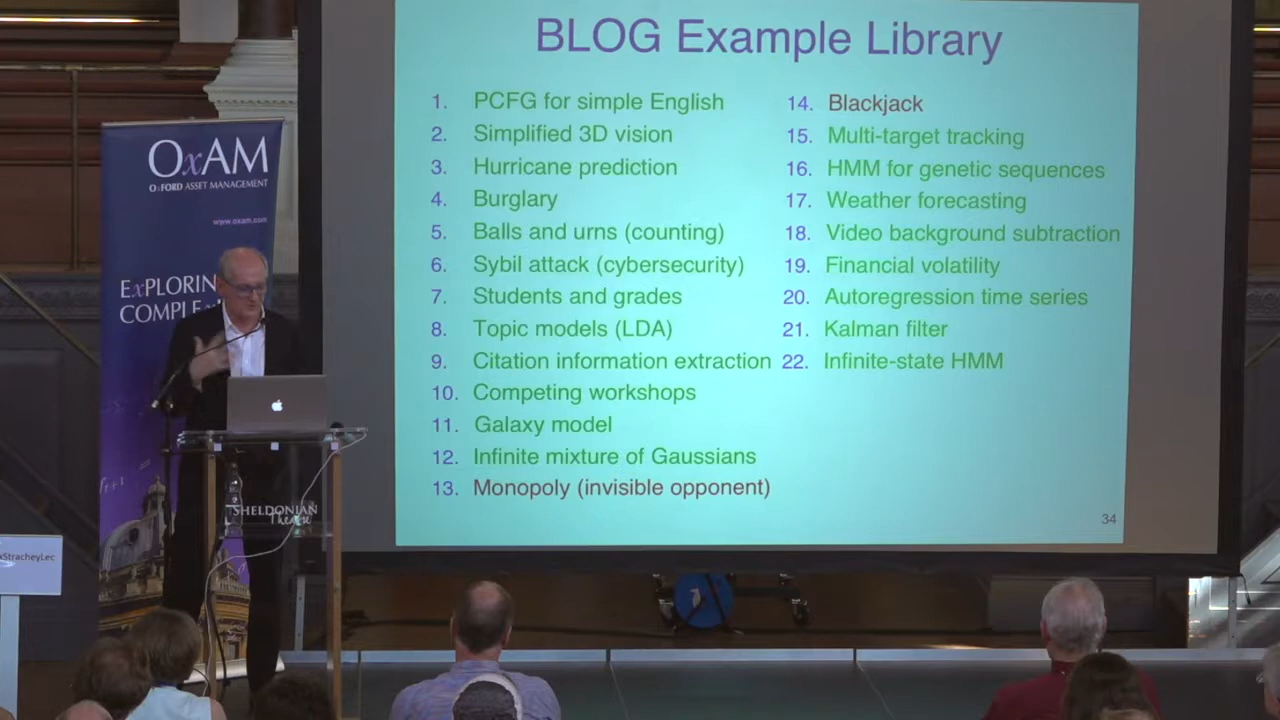 BLOG Example Library
1. PCFG for simple English
2. Simplified 3D vision
3. Hurricane prediction
4. Burglary
5. Balls and urns (counting)
6. Sybil attack (cybersecurity)
7. Students and grades
8. Topic models (LDA)
9. Citation information extraction
10. Competing workshops
11. Galaxy model
12. Infinite mixture of Gaussians
13. Monopoly (invisible opponent)
14. Blackjack
15. Multi-target tracking
16. HMM for genetic sequences
17. Weather forecasting
18. Video background subtraction
19. Financial volatility
20. Autoregression time series
21. Kalman filter
22. Infinite-state HMM
34
OxAM
OxFORD ASSET MANAGEMENT
www.oxam.com
ExPLORIN
COMPLEx
SHELDONIAN
Theatre
xStracheyLec